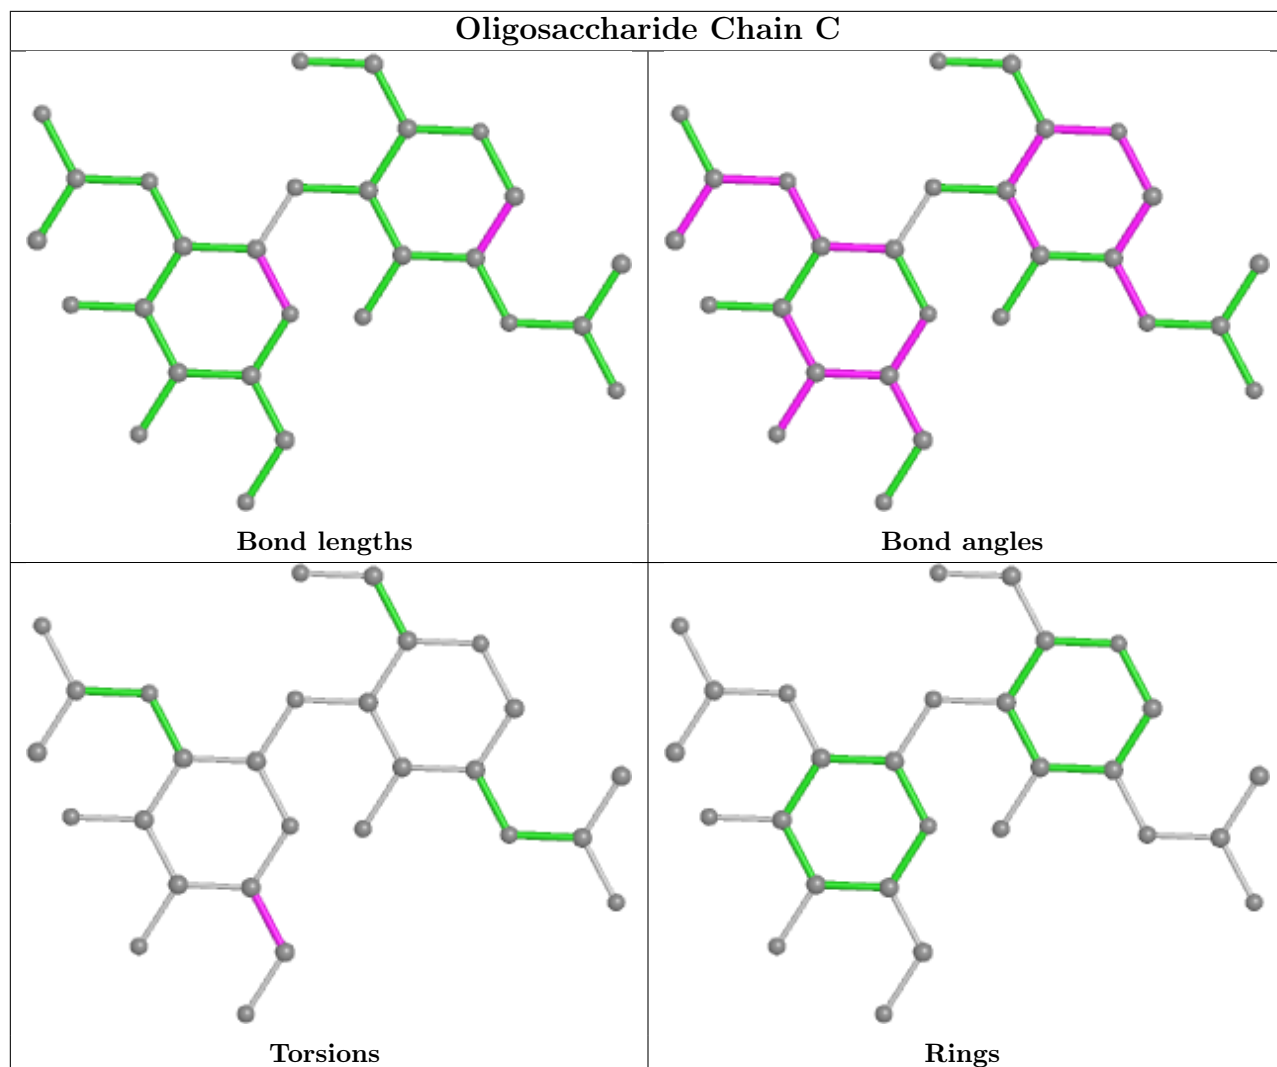 Oligosaccharide Chain C
Bond lengths
Bond angles
Torsions
Rings